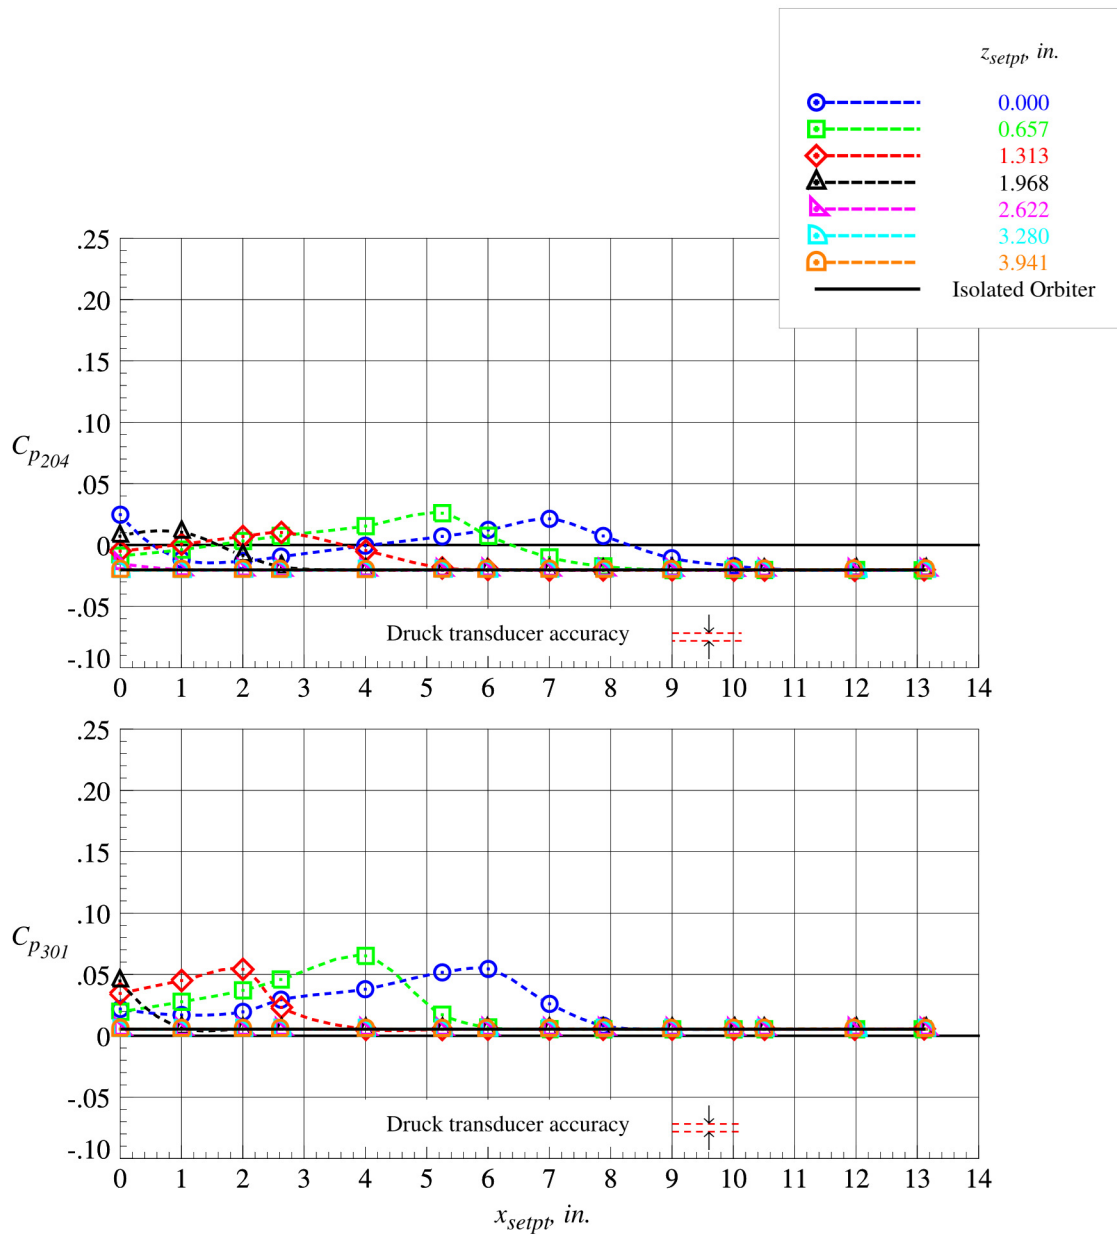 z_setpt, in.
0.000
0.657
1.313
1.968
2.622
3.280
3.941
Isolated Orbiter
.25
.20
.15
.10
C_p_204
.05
0
-.05
Druck transducer accuracy
-.10
0 1 2 3 4 5 6 7 8 9 10 11 12 13 14
.25
.20
.15
.10
C_p_301
.05
0
-.05
Druck transducer accuracy
-.10
0 1 2 3 4 5 6 7 8 9 10 11 12 13 14
x_setpt, in.